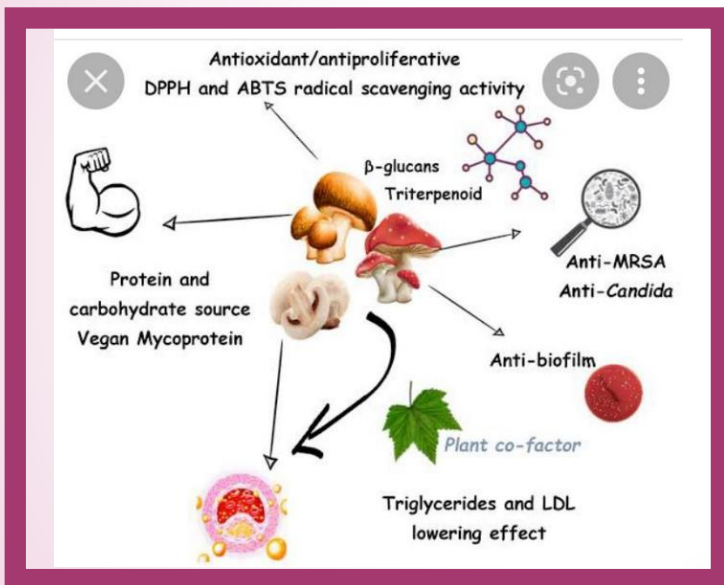 Antioxidant/antiproliferative
DPPH and ABTS radical scavenging activity
β-glucans
Triterpenoid
Anti-MRSA
Anti-Candida
Protein and
carbohydrate source
Vegan Mycoprotein
Anti-biofilm
Plant co-factor
Triglycerides and LDL
lowering effect